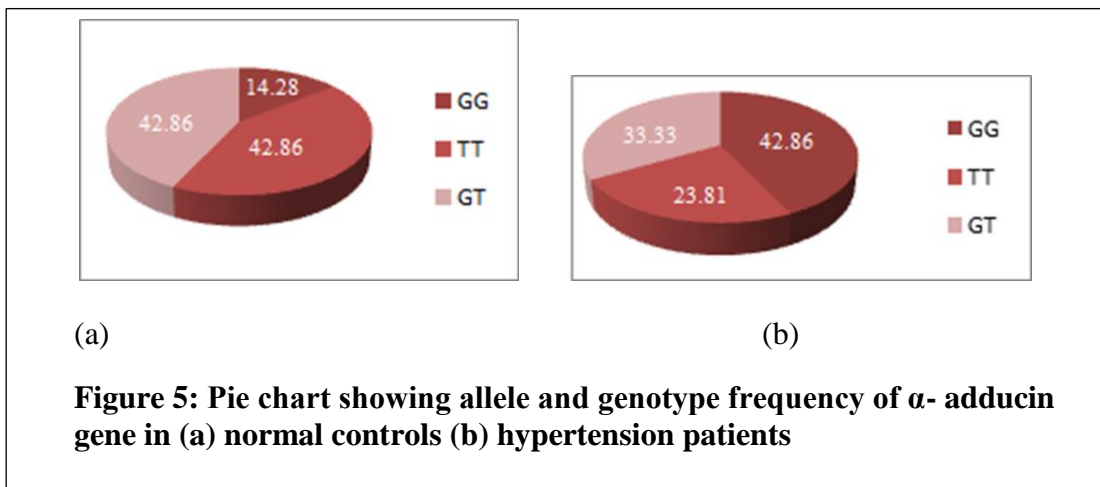 14.28
42.86
42.86
GG
TT
GT
42.86
33.33
23.81
GG
TT
GT
(a)
(b)
Figure 5: Pie chart showing allele and genotype frequency of α- adducin
gene in (a) normal controls (b) hypertension patients